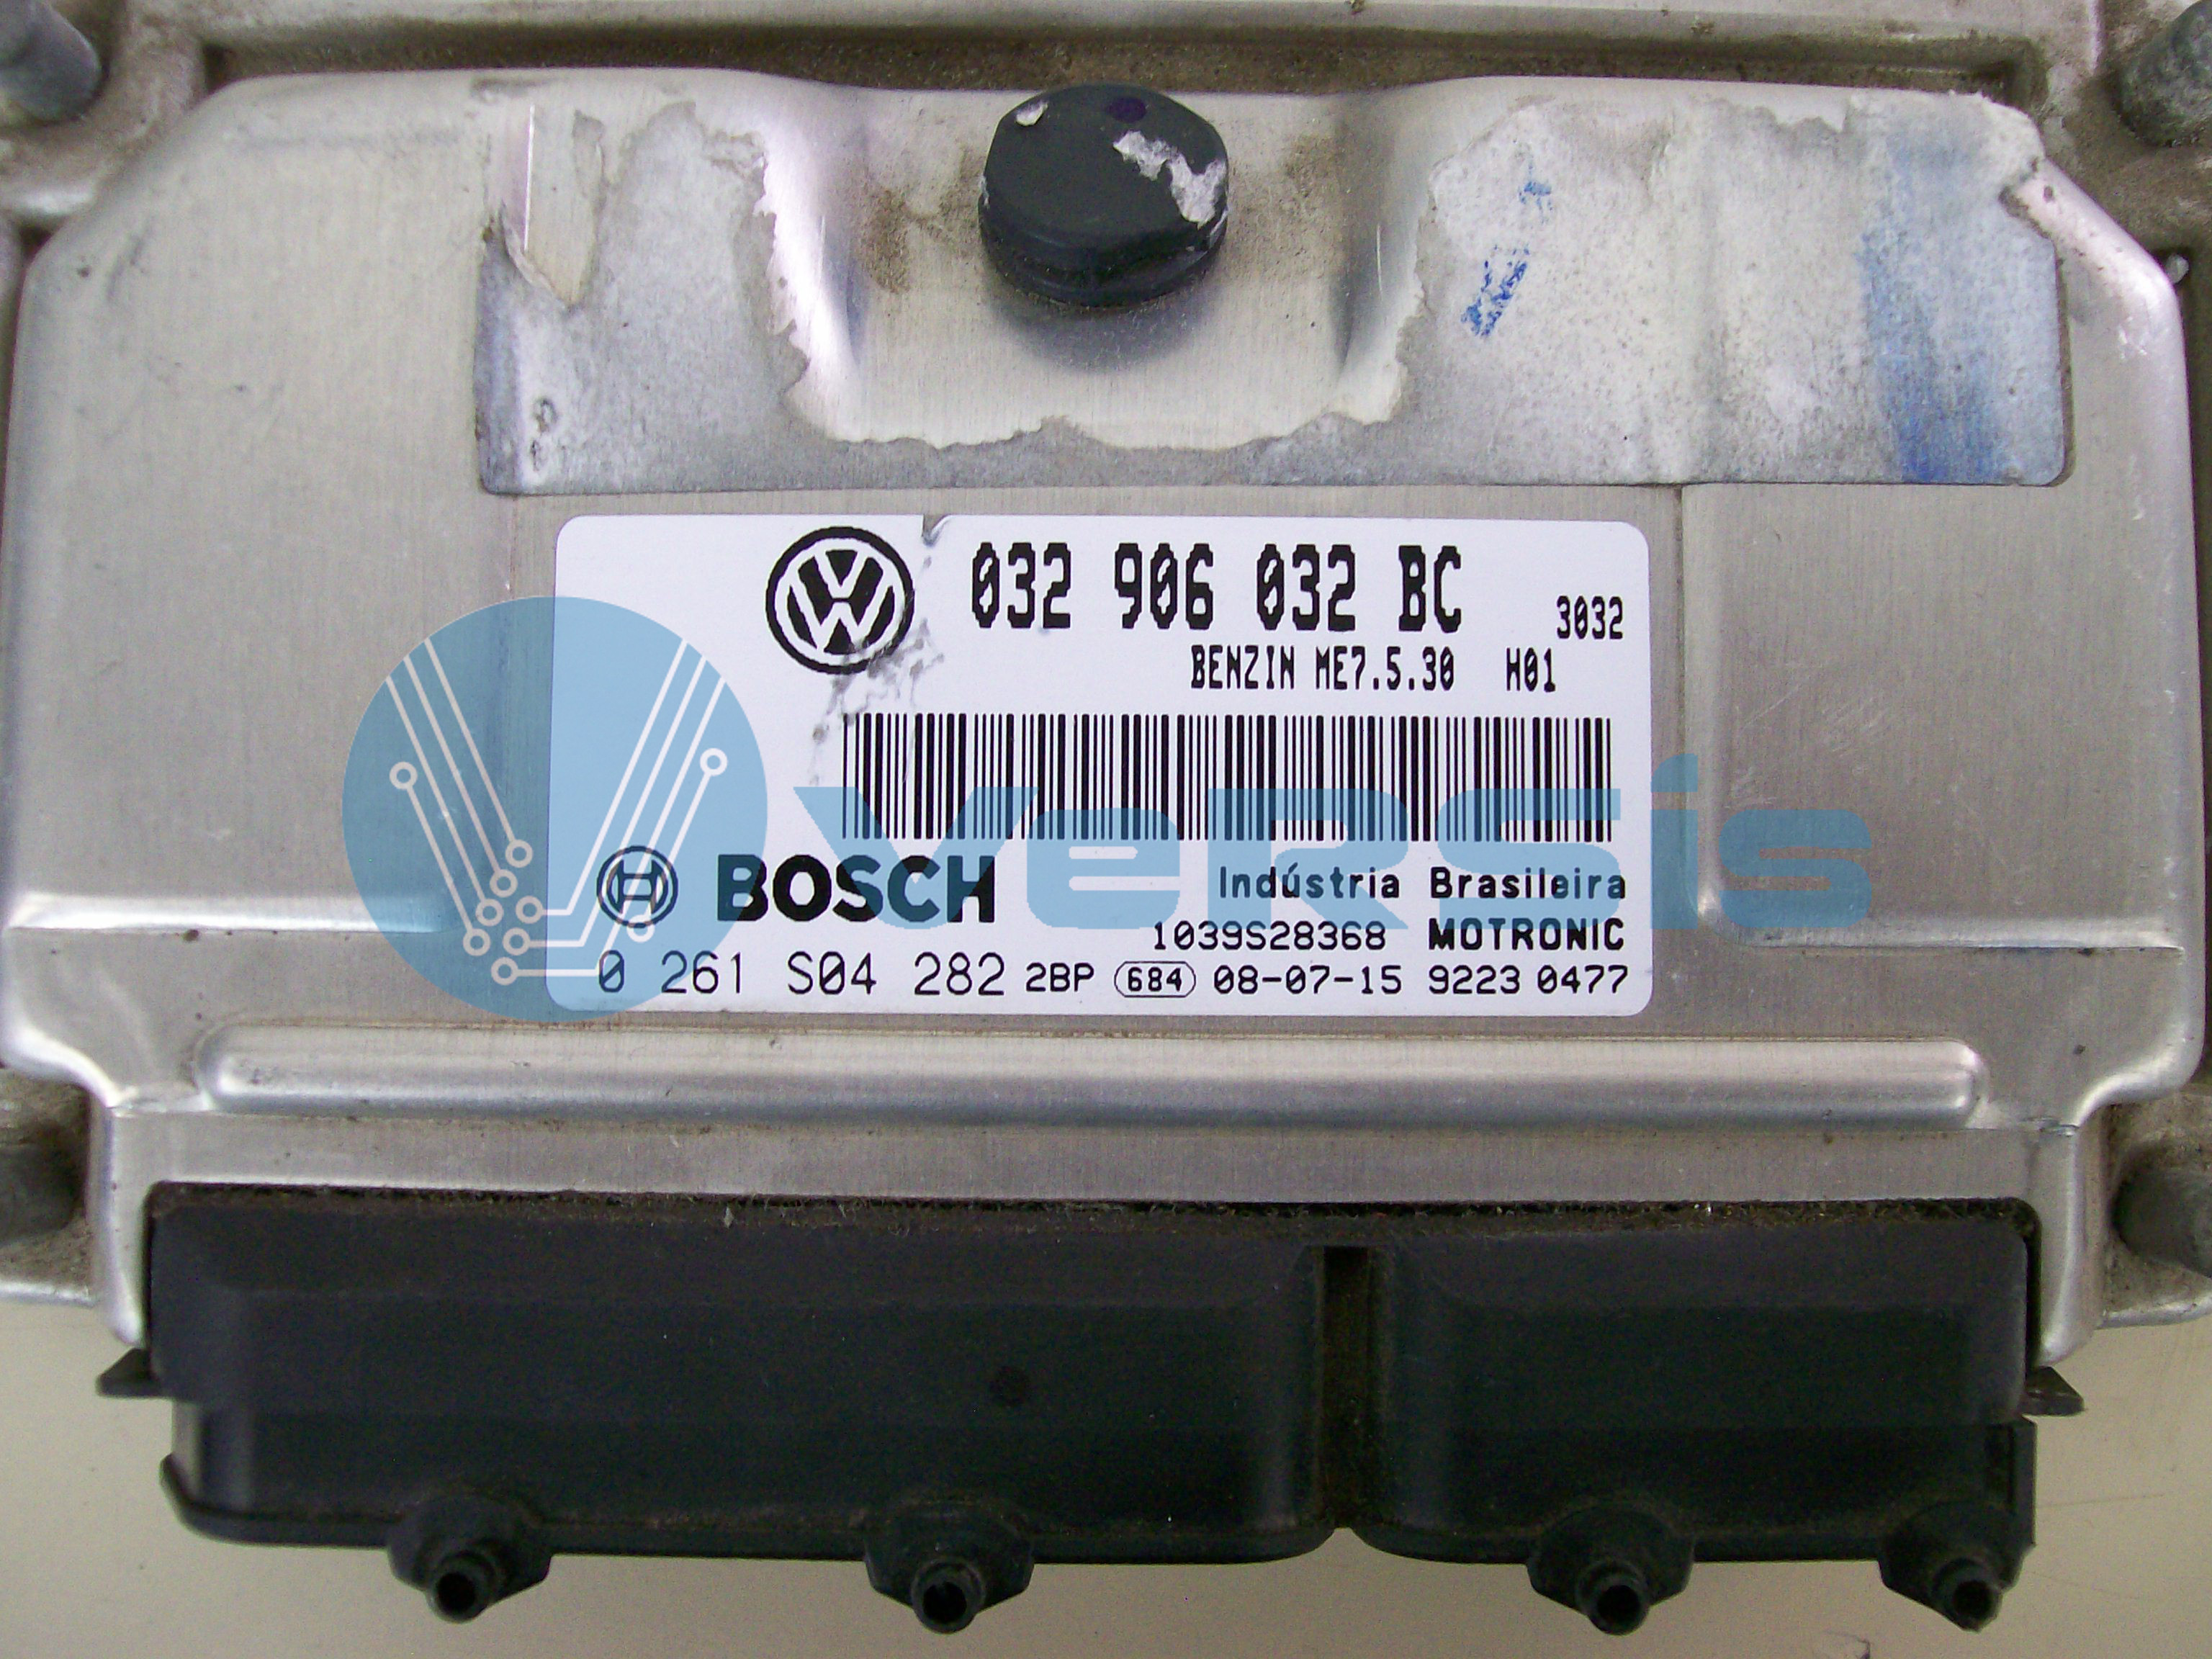 032 906 032 BC
3032
BENZIN ME7.5.30 H01
veRSis
BOSCH
Indústria Brasileira
1039S28368 MOTRONIC
0 261 S04 282 2BP 684 08-07-15 9223 0477